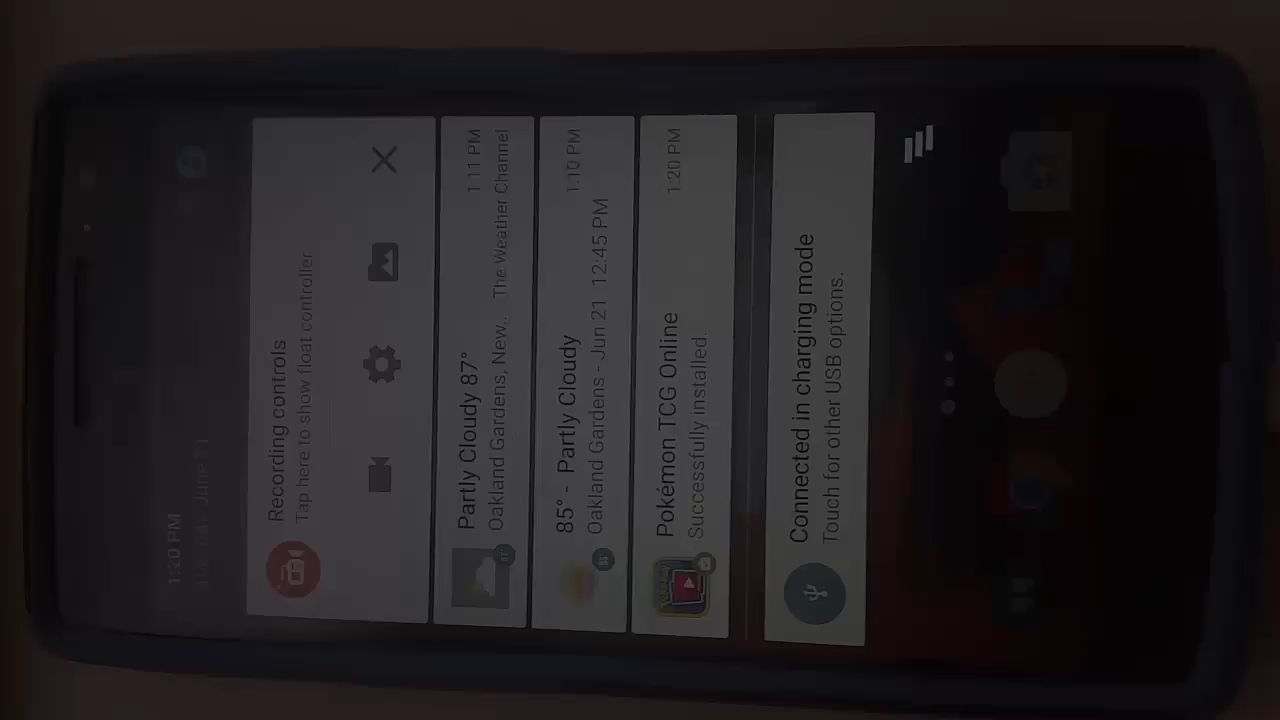 1:20 PM
June 21
Recording controls
Tap here to show float controller
Partly Cloudy 87°
1:11 PM
Oakland Gardens, New..
The Weather Channel
85° - Partly Cloudy
1:10 PM
Oakland Gardens - Jun 21 12:45 PM
Pokémon TCG Online
1:20 PM
Successfully installed.
Connected in charging mode
Touch for other USB options.